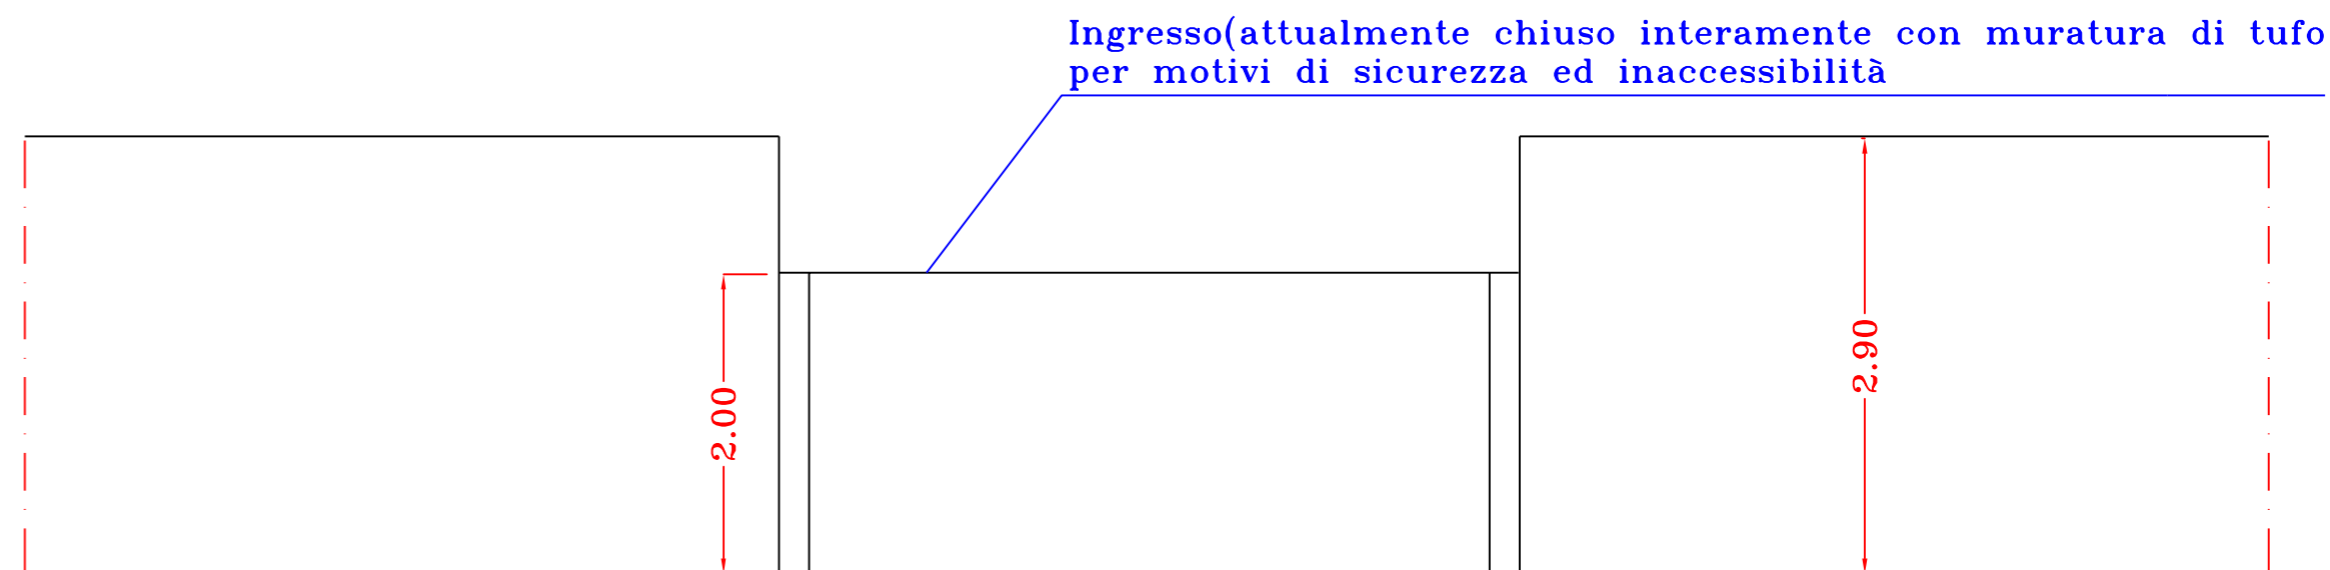 Ingresso(attualmente chiuso interamente con muratura di tufo
per motivi di sicurezza ed inaccessibilità
2.90
2.00